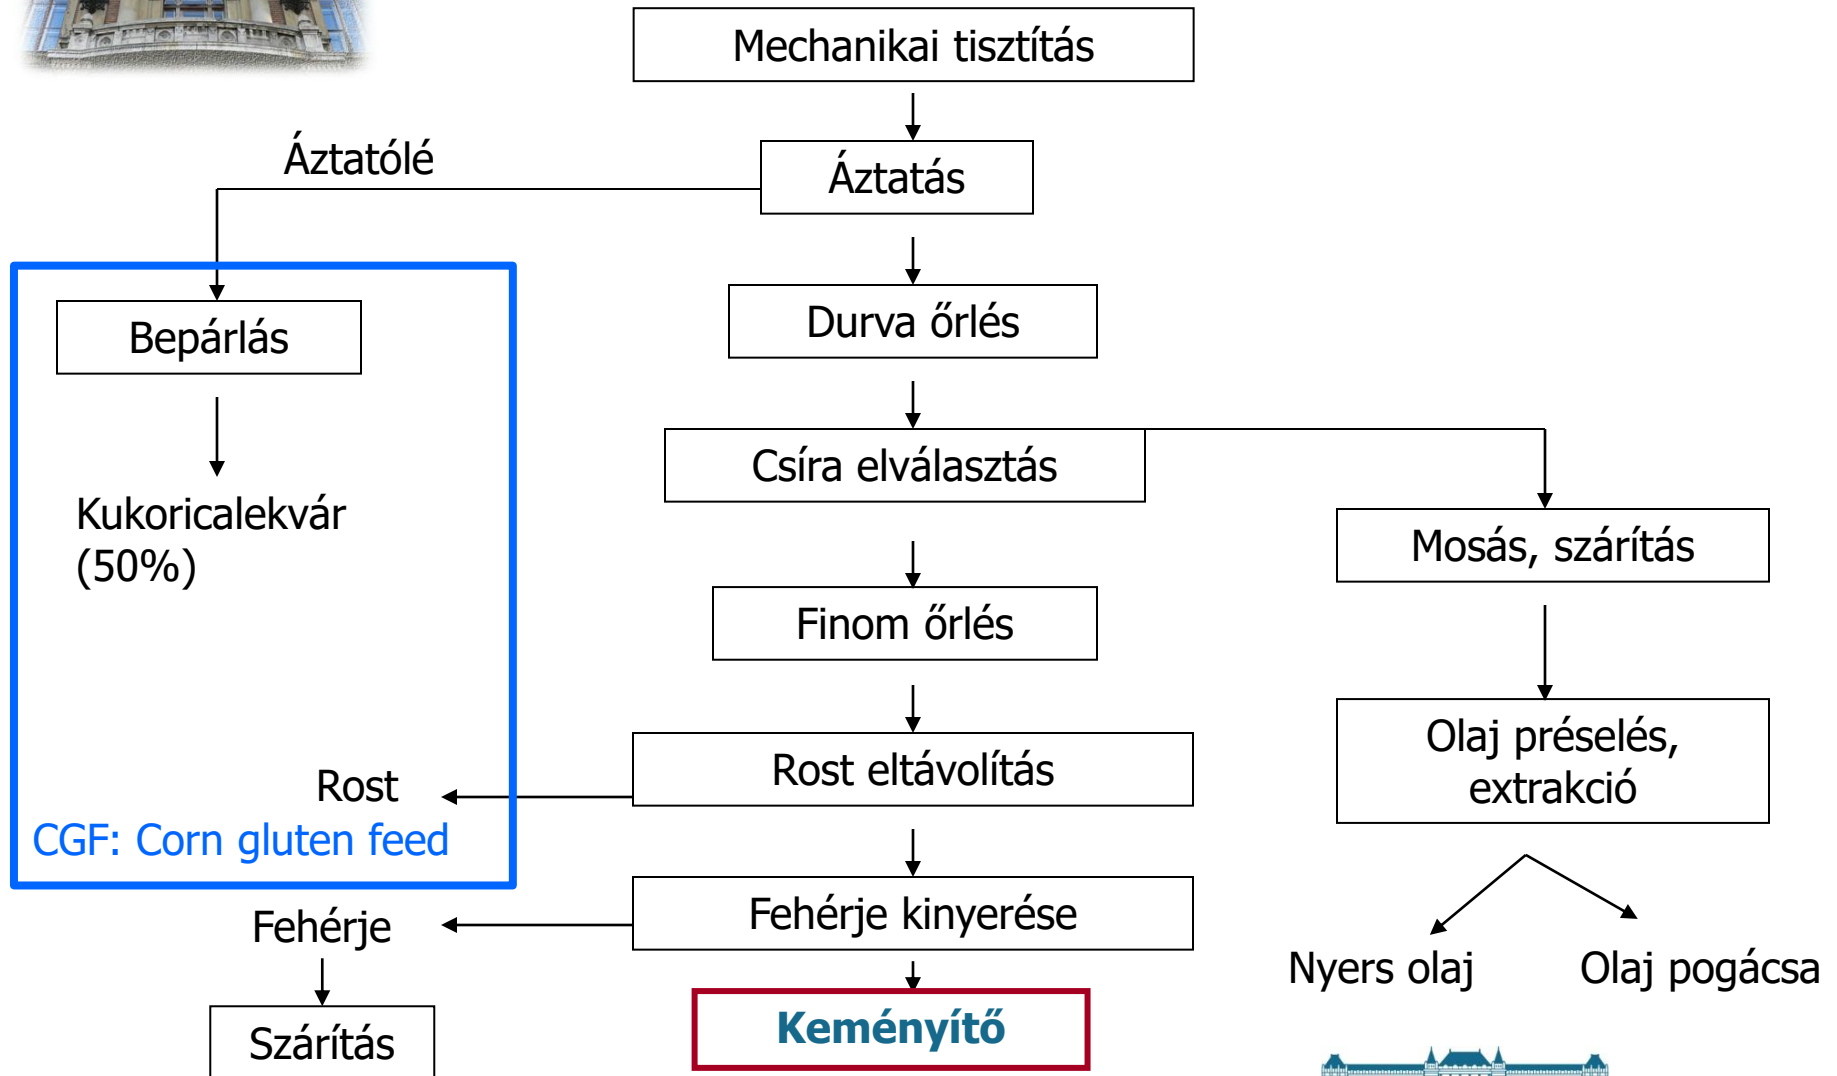 Mechanikai tisztítás
Áztatólé
Áztatás
Bepárlás
Durva őrlés
Csíra elválasztás
Kukoricalekvár
(50%)
Mosás, szárítás
Finom őrlés
Rost eltávolítás
Olaj préselés,
extrakció
Rost
CGF: Corn gluten feed
Fehérje kinyerése
Fehérje
Nyers olaj
Olaj pogácsa
Keményítő
Szárítás